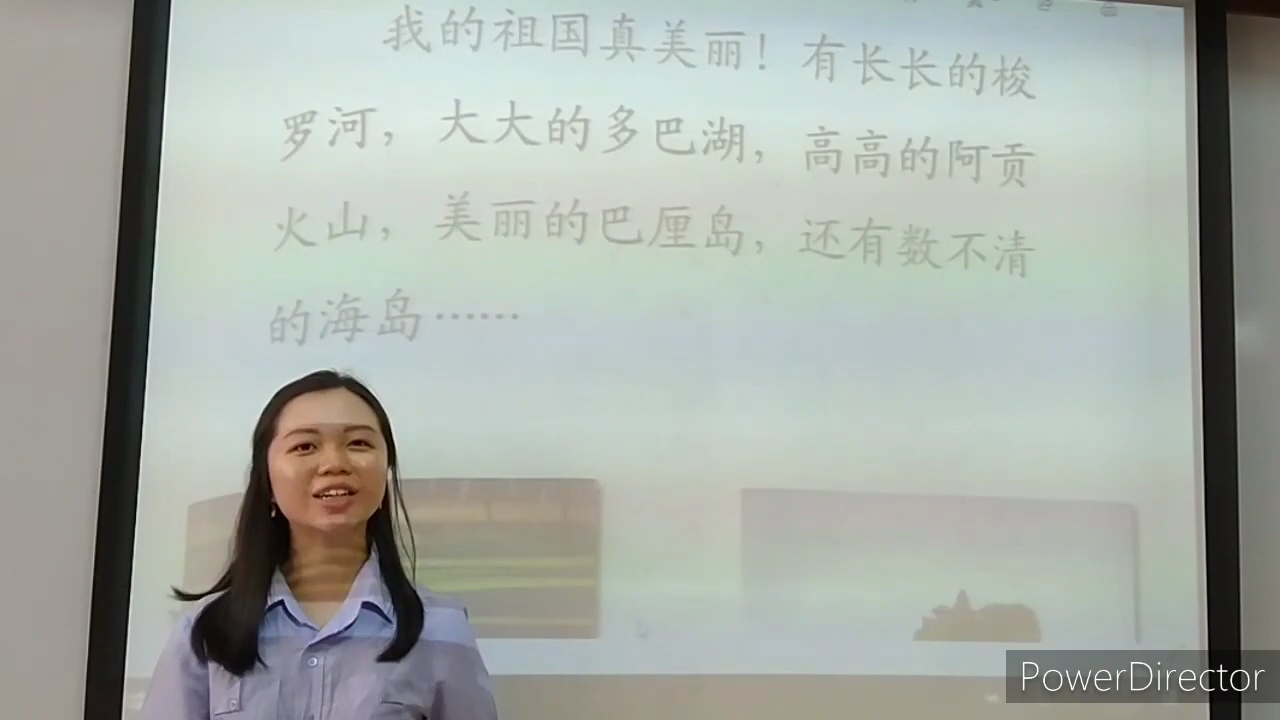 我的祖国真美丽！有长长的梭
罗河，大大的多巴湖，高高的阿贡
火山，美丽的巴厘岛，还有数不清
的海岛……
PowerDirector